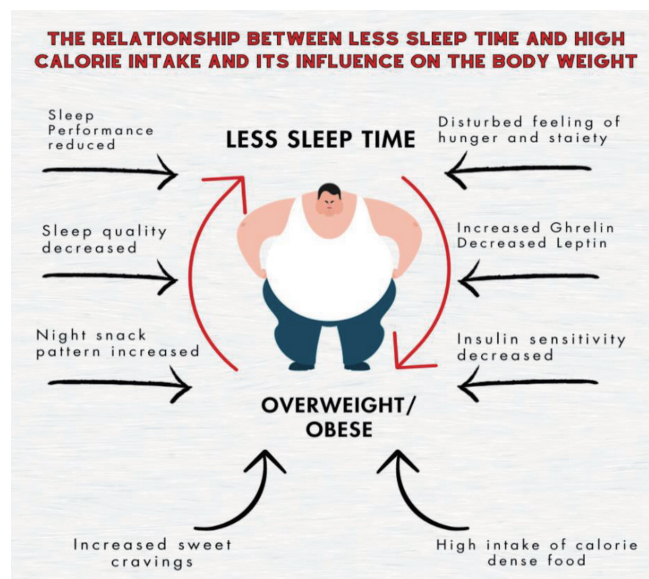 THE RELATIONSHIP BETWEEN LESS SLEEP TIME AND HIGH
CALORIE INTAKE AND ITS INFLUENCE ON THE BODY WEIGHT
Sleep
Performance
reduced
LESS SLEEP TIME
Disturbed feeling of
hunger and staiety
Sleep quality
decreased
Increased Ghrelin
Decreased Leptin
Night snack
pattern increased
Insulin sensitivity
decreased
OVERWEIGHT/
OBESE
Increased sweet
cravings
High intake of calorie
dense food